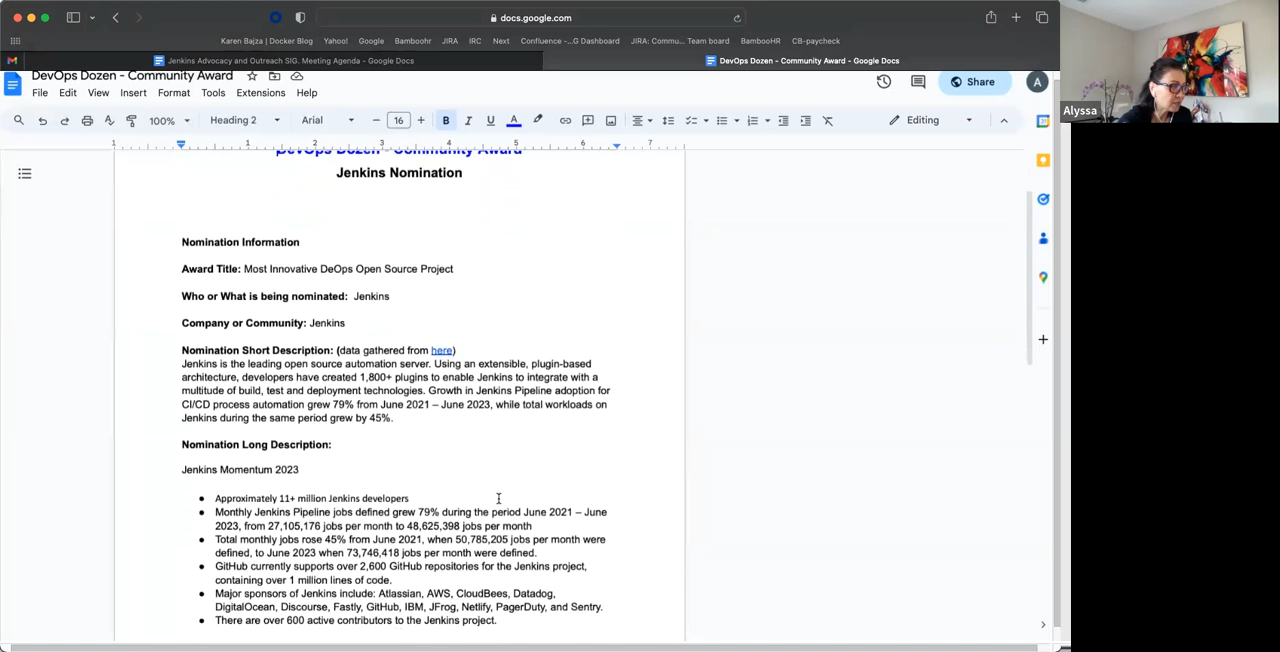 docs.google.com
Karen Bajza | Docker Blog Yahoo! Google Bamboohr JIRA IRC Next Confluence -...G Dashboard JIRA: Commu... Team board BambooHR CB-paycheck
Jenkins Advocacy and Outreach SIG. Meeting Agenda - Google Docs
DevOps Dozen - Community Award - Google Docs
DevOps Dozen - Community Award
Share
A
File Edit View Insert Format Tools Extensions Help
100% Heading 2 Arial 16 B I U A Editing
1 1 2 3 4 5 6 7
DevOps Dozen - Community Award
Jenkins Nomination
Nomination Information
Award Title: Most Innovative DeOps Open Source Project
Who or What is being nominated: Jenkins
Company or Community: Jenkins
Nomination Short Description: (data gathered from here)
Jenkins is the leading open source automation server. Using an extensible, plugin-based
architecture, developers have created 1,800+ plugins to enable Jenkins to integrate with a
multitude of build, test and deployment technologies. Growth in Jenkins Pipeline adoption for
CI/CD process automation grew 79% from June 2021 – June 2023, while total workloads on
Jenkins during the same period grew by 45%.
Nomination Long Description:
Jenkins Momentum 2023
● Approximately 11+ million Jenkins developers
● Monthly Jenkins Pipeline jobs defined grew 79% during the period June 2021 – June
2023, from 27,105,176 jobs per month to 48,625,398 jobs per month
● Total monthly jobs rose 45% from June 2021, when 50,785,205 jobs per month were
defined, to June 2023 when 73,746,418 jobs per month were defined.
● GitHub currently supports over 2,600 GitHub repositories for the Jenkins project,
containing over 1 million lines of code.
● Major sponsors of Jenkins include: Atlassian, AWS, CloudBees, Datadog,
DigitalOcean, Discourse, Fastly, GitHub, IBM, JFrog, Netlify, PagerDuty, and Sentry.
● There are over 600 active contributors to the Jenkins project.
Alyssa